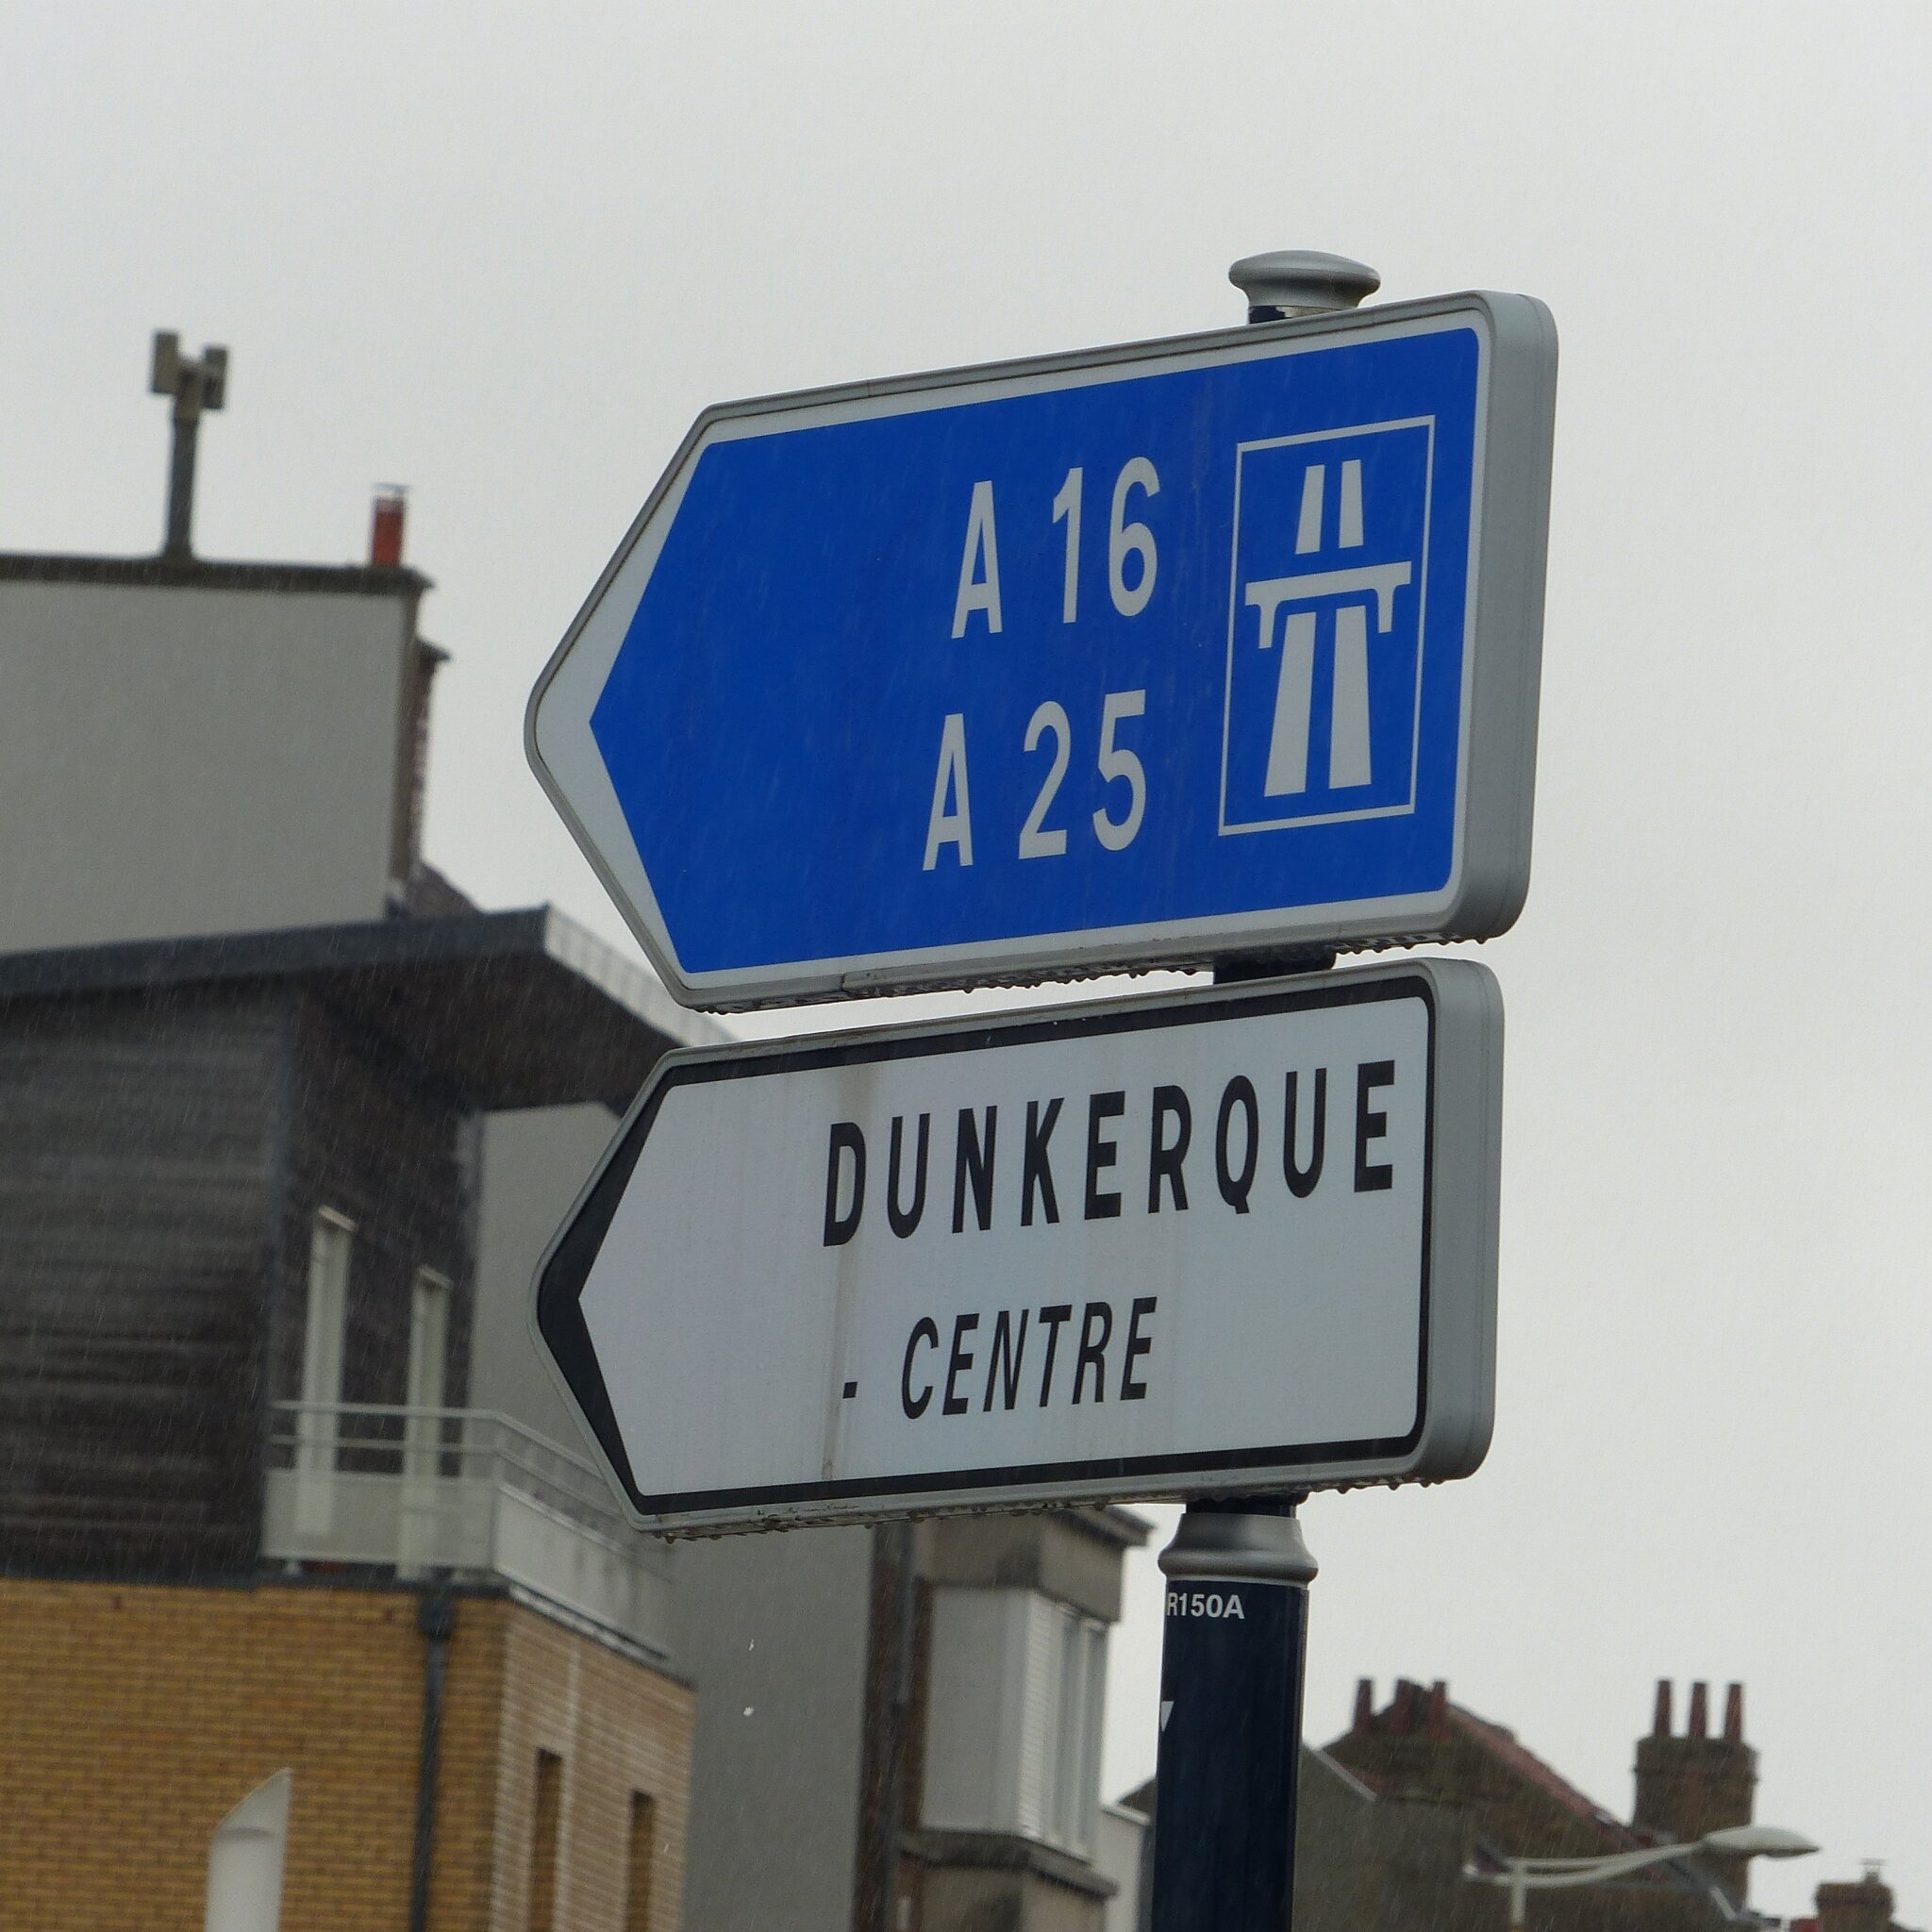 A 16
A 25
DUNKERQUE
- CENTRE
R150A